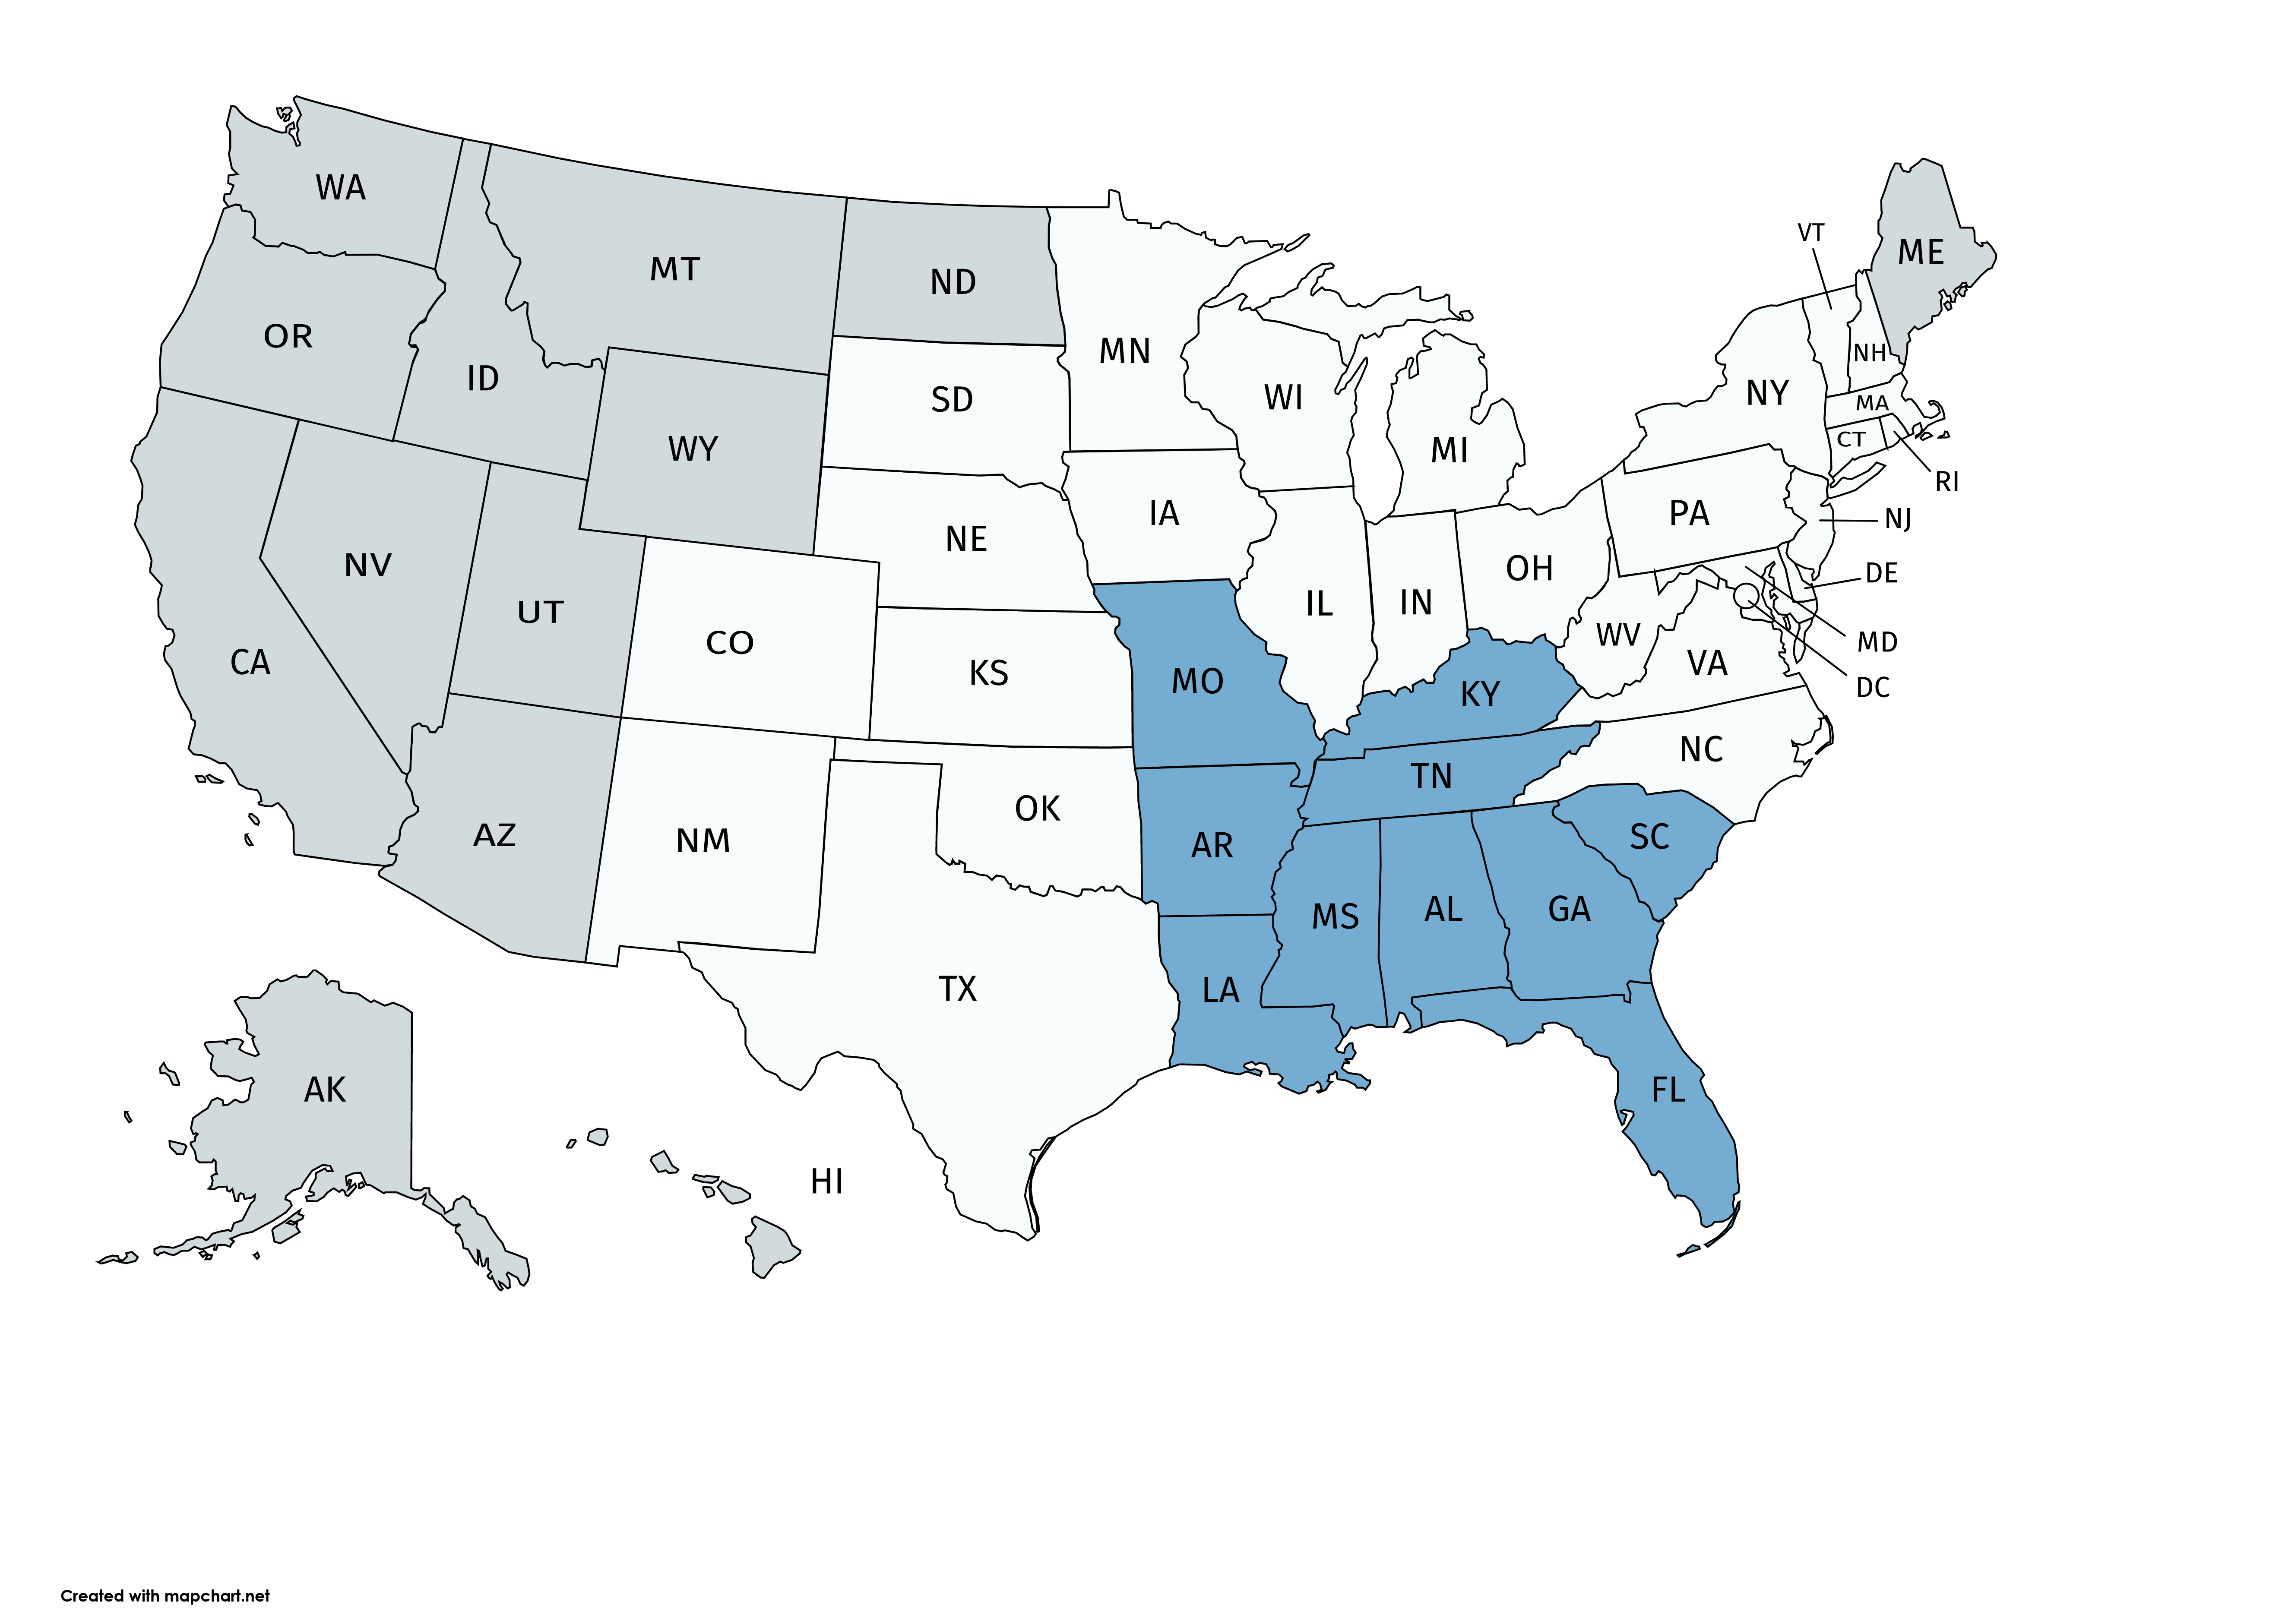 WA
MT
ND
MN
VT
ME
OR
ID
SD
WI
NH
NY
MA
WY
MI
CT
RI
IA
PA
NJ
NE
NV
OH
DE
UT
IL
IN
CO
WV
MD
CA
KS
MO
KY
VA
DC
NC
TN
OK
AZ
NM
AR
SC
MS
AL
GA
TX
LA
AK
FL
HI
Created with mapchart.net